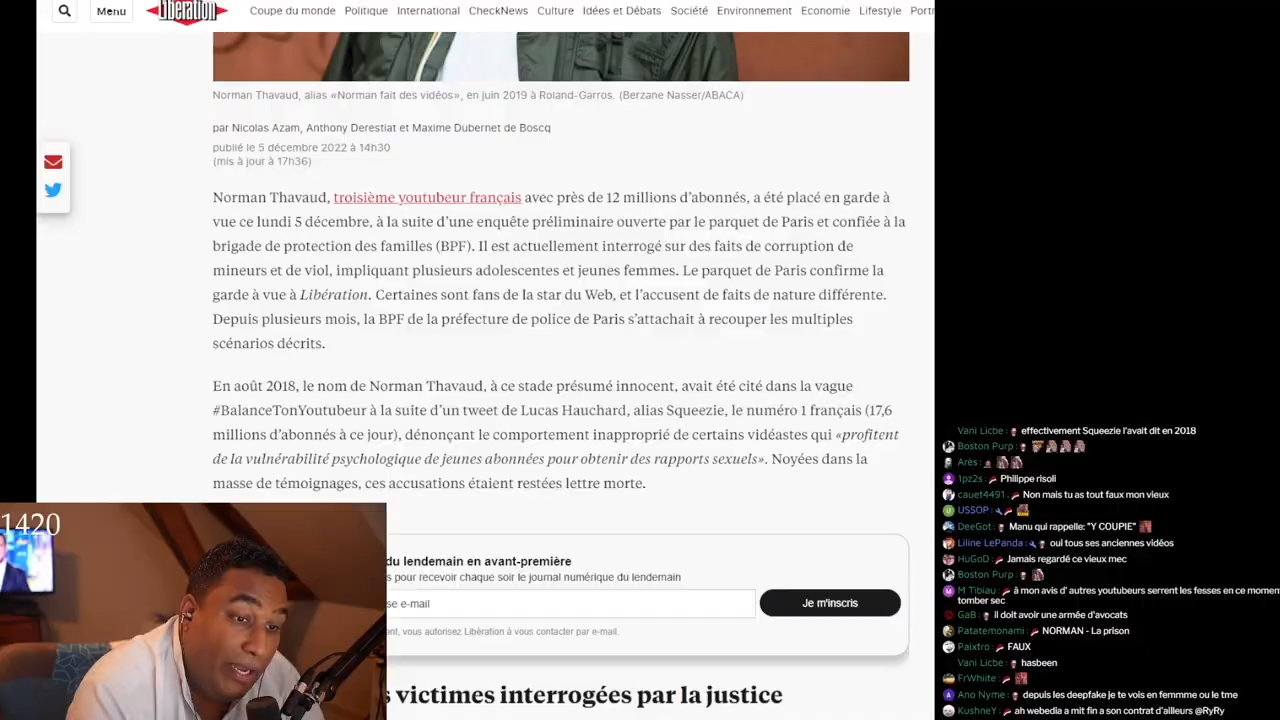 Menu
Libération
Coupe du monde Politique International CheckNews Culture Idées et Débats Société Environnement Economie Lifestyle Portr
Norman Thavaud, alias «Norman fait des vidéos», en juin 2019 à Roland-Garros. (Berzane Nasser/ABACA)
par Nicolas Azam, Anthony Derestiat et Maxime Dubernet de Boscq
publié le 5 décembre 2022 à 14h30
(mis à jour à 17h36)
Norman Thavaud, troisième youtubeur français avec près de 12 millions d’abonnés, a été placé en garde à
vue ce lundi 5 décembre, à la suite d’une enquête préliminaire ouverte par le parquet de Paris et confiée à la
brigade de protection des familles (BPF). Il est actuellement interrogé sur des faits de corruption de
mineurs et de viol, impliquant plusieurs adolescentes et jeunes femmes. Le parquet de Paris confirme la
garde à vue à Libération. Certaines sont fans de la star du Web, et l’accusent de faits de nature différente.
Depuis plusieurs mois, la BPF de la préfecture de police de Paris s’attachait à recouper les multiples
scénarios décrits.
En août 2018, le nom de Norman Thavaud, à ce stade présumé innocent, avait été cité dans la vague
#BalanceTonYoutubeur à la suite d’un tweet de Lucas Hauchard, alias Squeezie, le numéro 1 français (17,6
millions d’abonnés à ce jour), dénonçant le comportement inapproprié de certains vidéastes qui «profitent
de la vulnérabilité psychologique de jeunes abonnées pour obtenir des rapports sexuels». Noyées dans la
masse de témoignages, ces accusations étaient restées lettre morte.
1420
du lendemain en avant-première
s pour recevoir chaque soir le journal numérique du lendemain
se e-mail
Je m'inscris
ent, vous autorisez Libération à vous contacter par e-mail.
s victimes interrogées par la justice
Vani Licbe : effectivement Squeezie l'avait dit en 2018
Boston Purp :
Arès :
1pz2s : Philippe risoli
cauet4491 : Non mais tu as tout faux mon vieux
USSOP :
DeeGot : Manu qui rappelle: "Y COUPIE"
Liline LePanda : oui tous ses anciennes vidéos
HuGoD : Jamais regardé ce vieux mec
Boston Purp :
M Tibiau : à mon avis d' autres youtubeurs serrent les fesses en ce momen
tomber sec
GaB : il doit avoir une armée d'avocats
Patatemonami : NORMAN - La prison
Paixtro : FAUX
Vani Licbe : hasbeen
FrWhiite :
Ano Nyme : depuis les deepfake je te vois en femmme ou le tme
KushneY : ah webedia a mit fin a son contrat d'ailleurs @RyRy